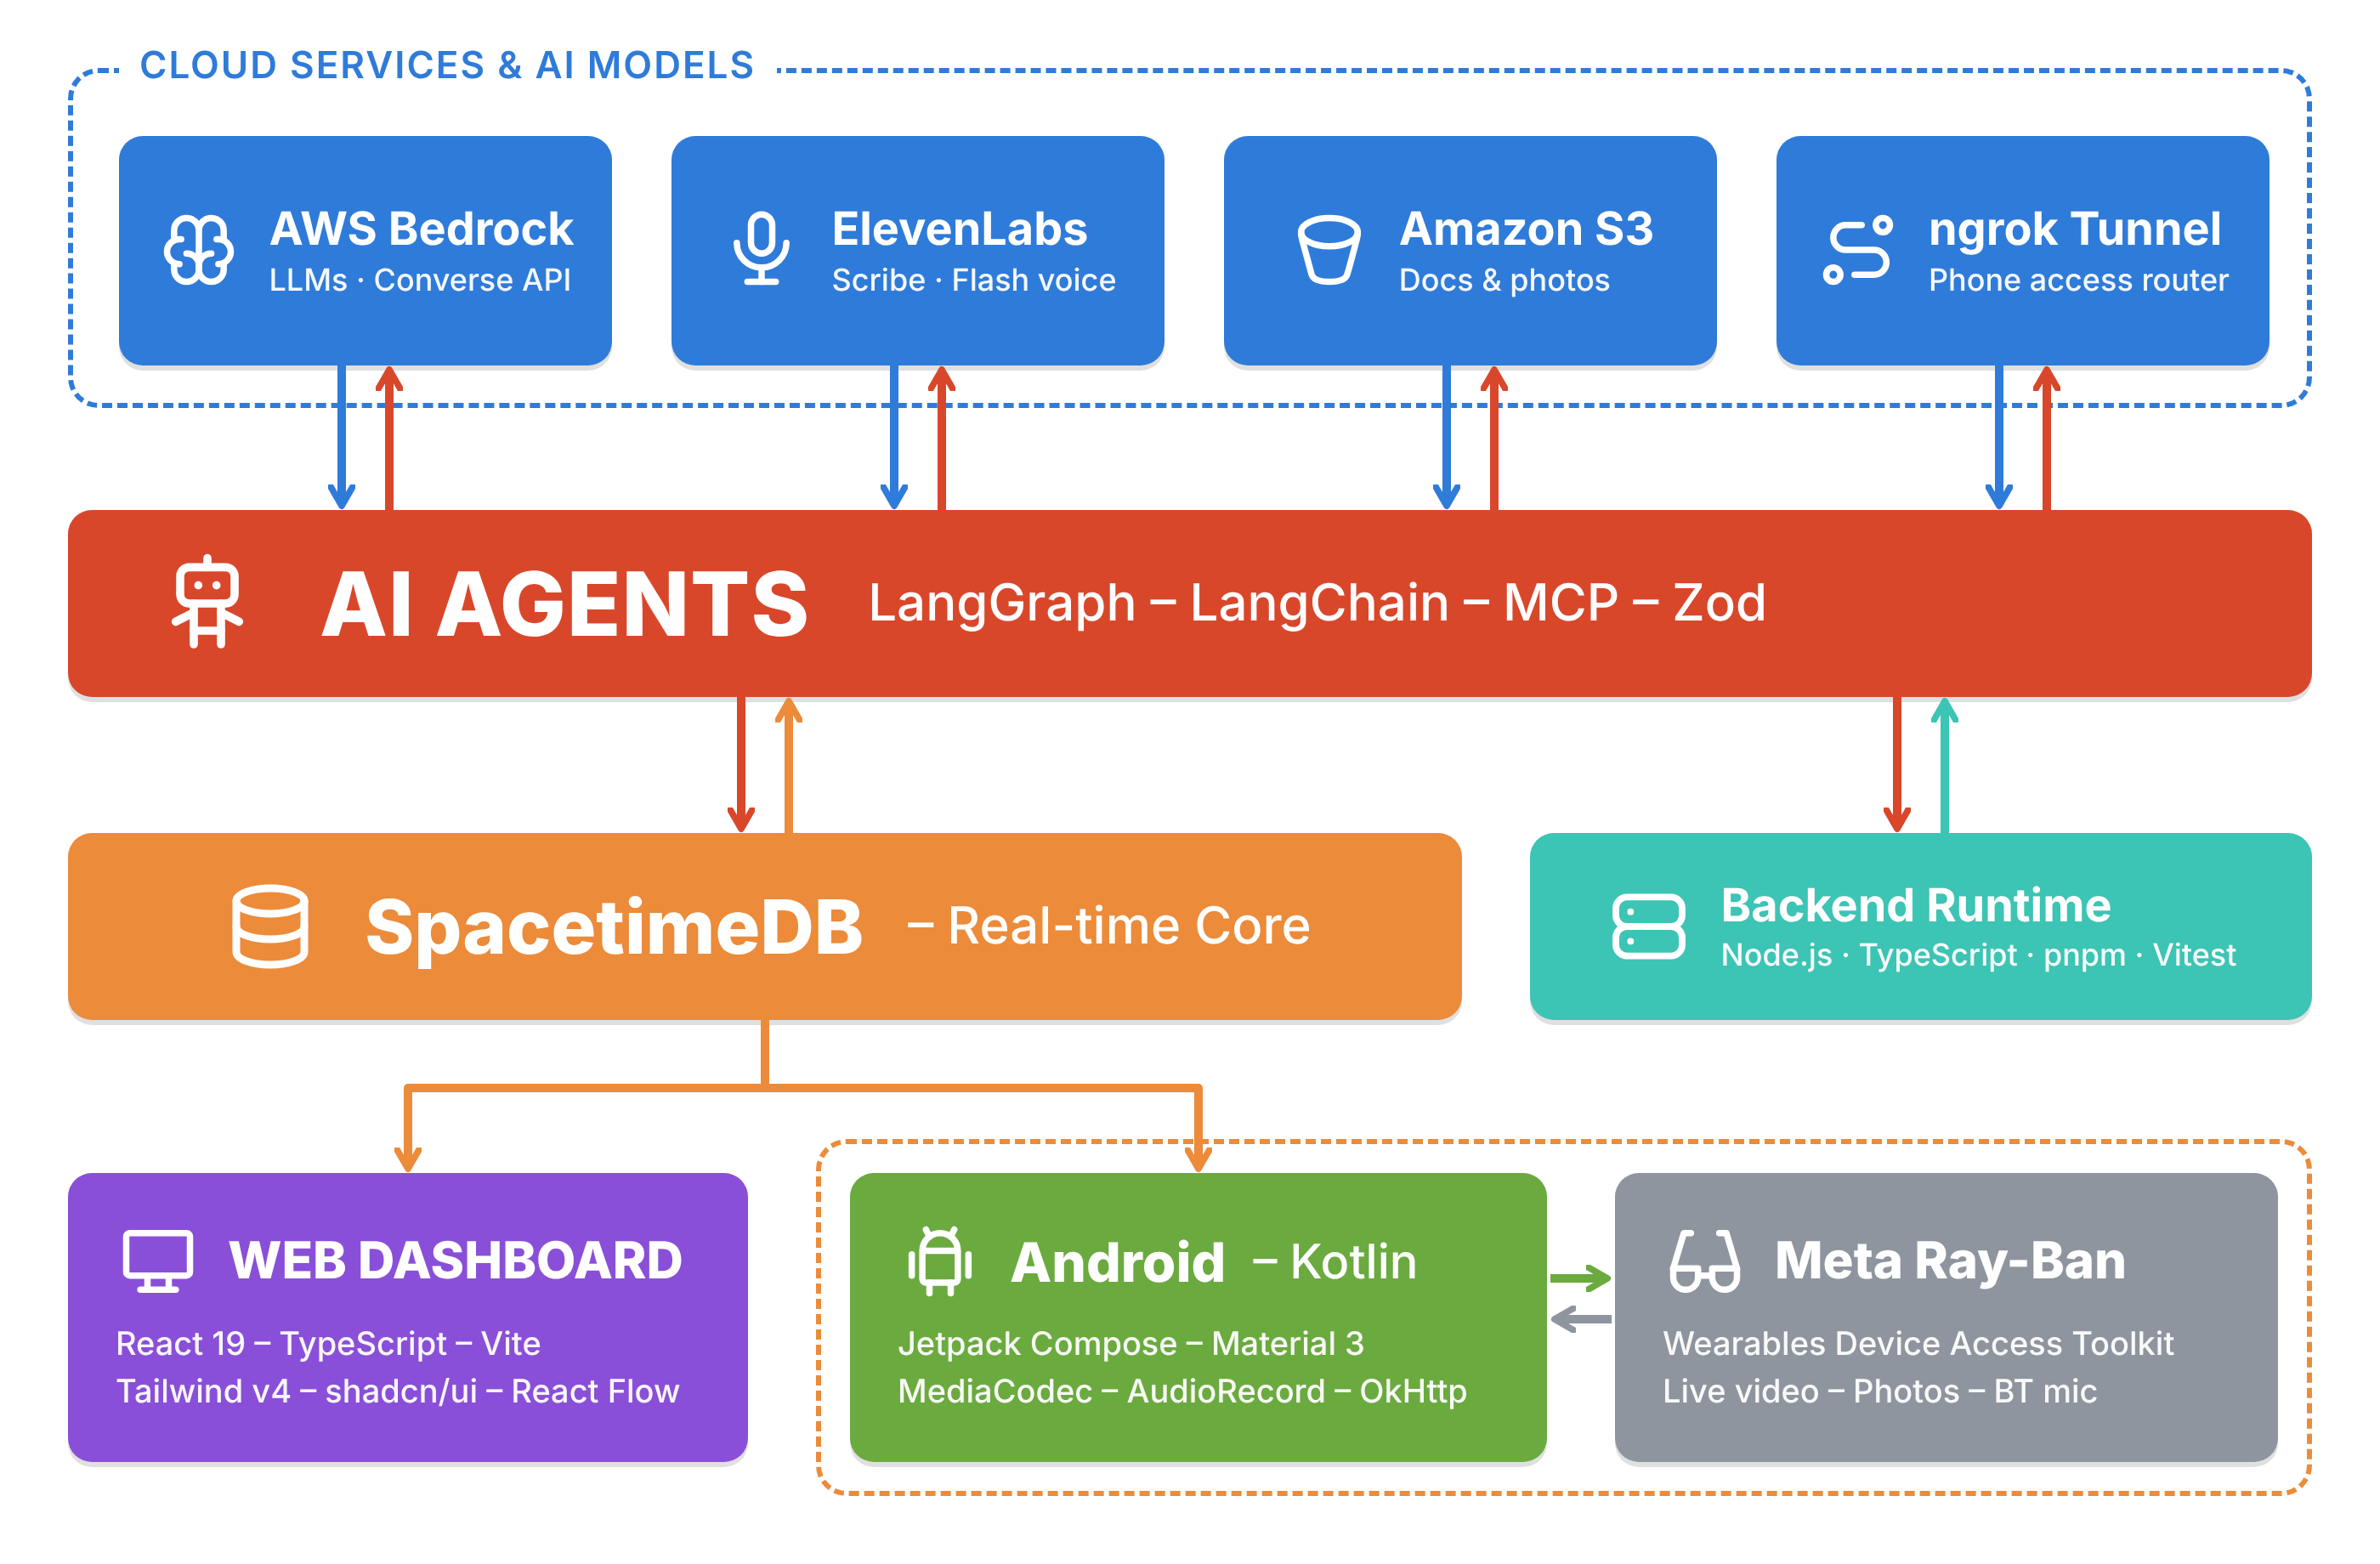 CLOUD SERVICES & AI MODELS
AWS Bedrock
LLMs · Converse API
ElevenLabs
Scribe · Flash voice
Amazon S3
Docs & photos
ngrok Tunnel
Phone access router
AI AGENTS LangGraph – LangChain – MCP – Zod
SpacetimeDB – Real-time Core
Backend Runtime
Node.js · TypeScript · pnpm · Vitest
WEB DASHBOARD
React 19 – TypeScript – Vite
Tailwind v4 – shadcn/ui – React Flow
Android – Kotlin
Jetpack Compose – Material 3
MediaCodec – AudioRecord – OkHttp
Meta Ray-Ban
Wearables Device Access Toolkit
Live video – Photos – BT mic